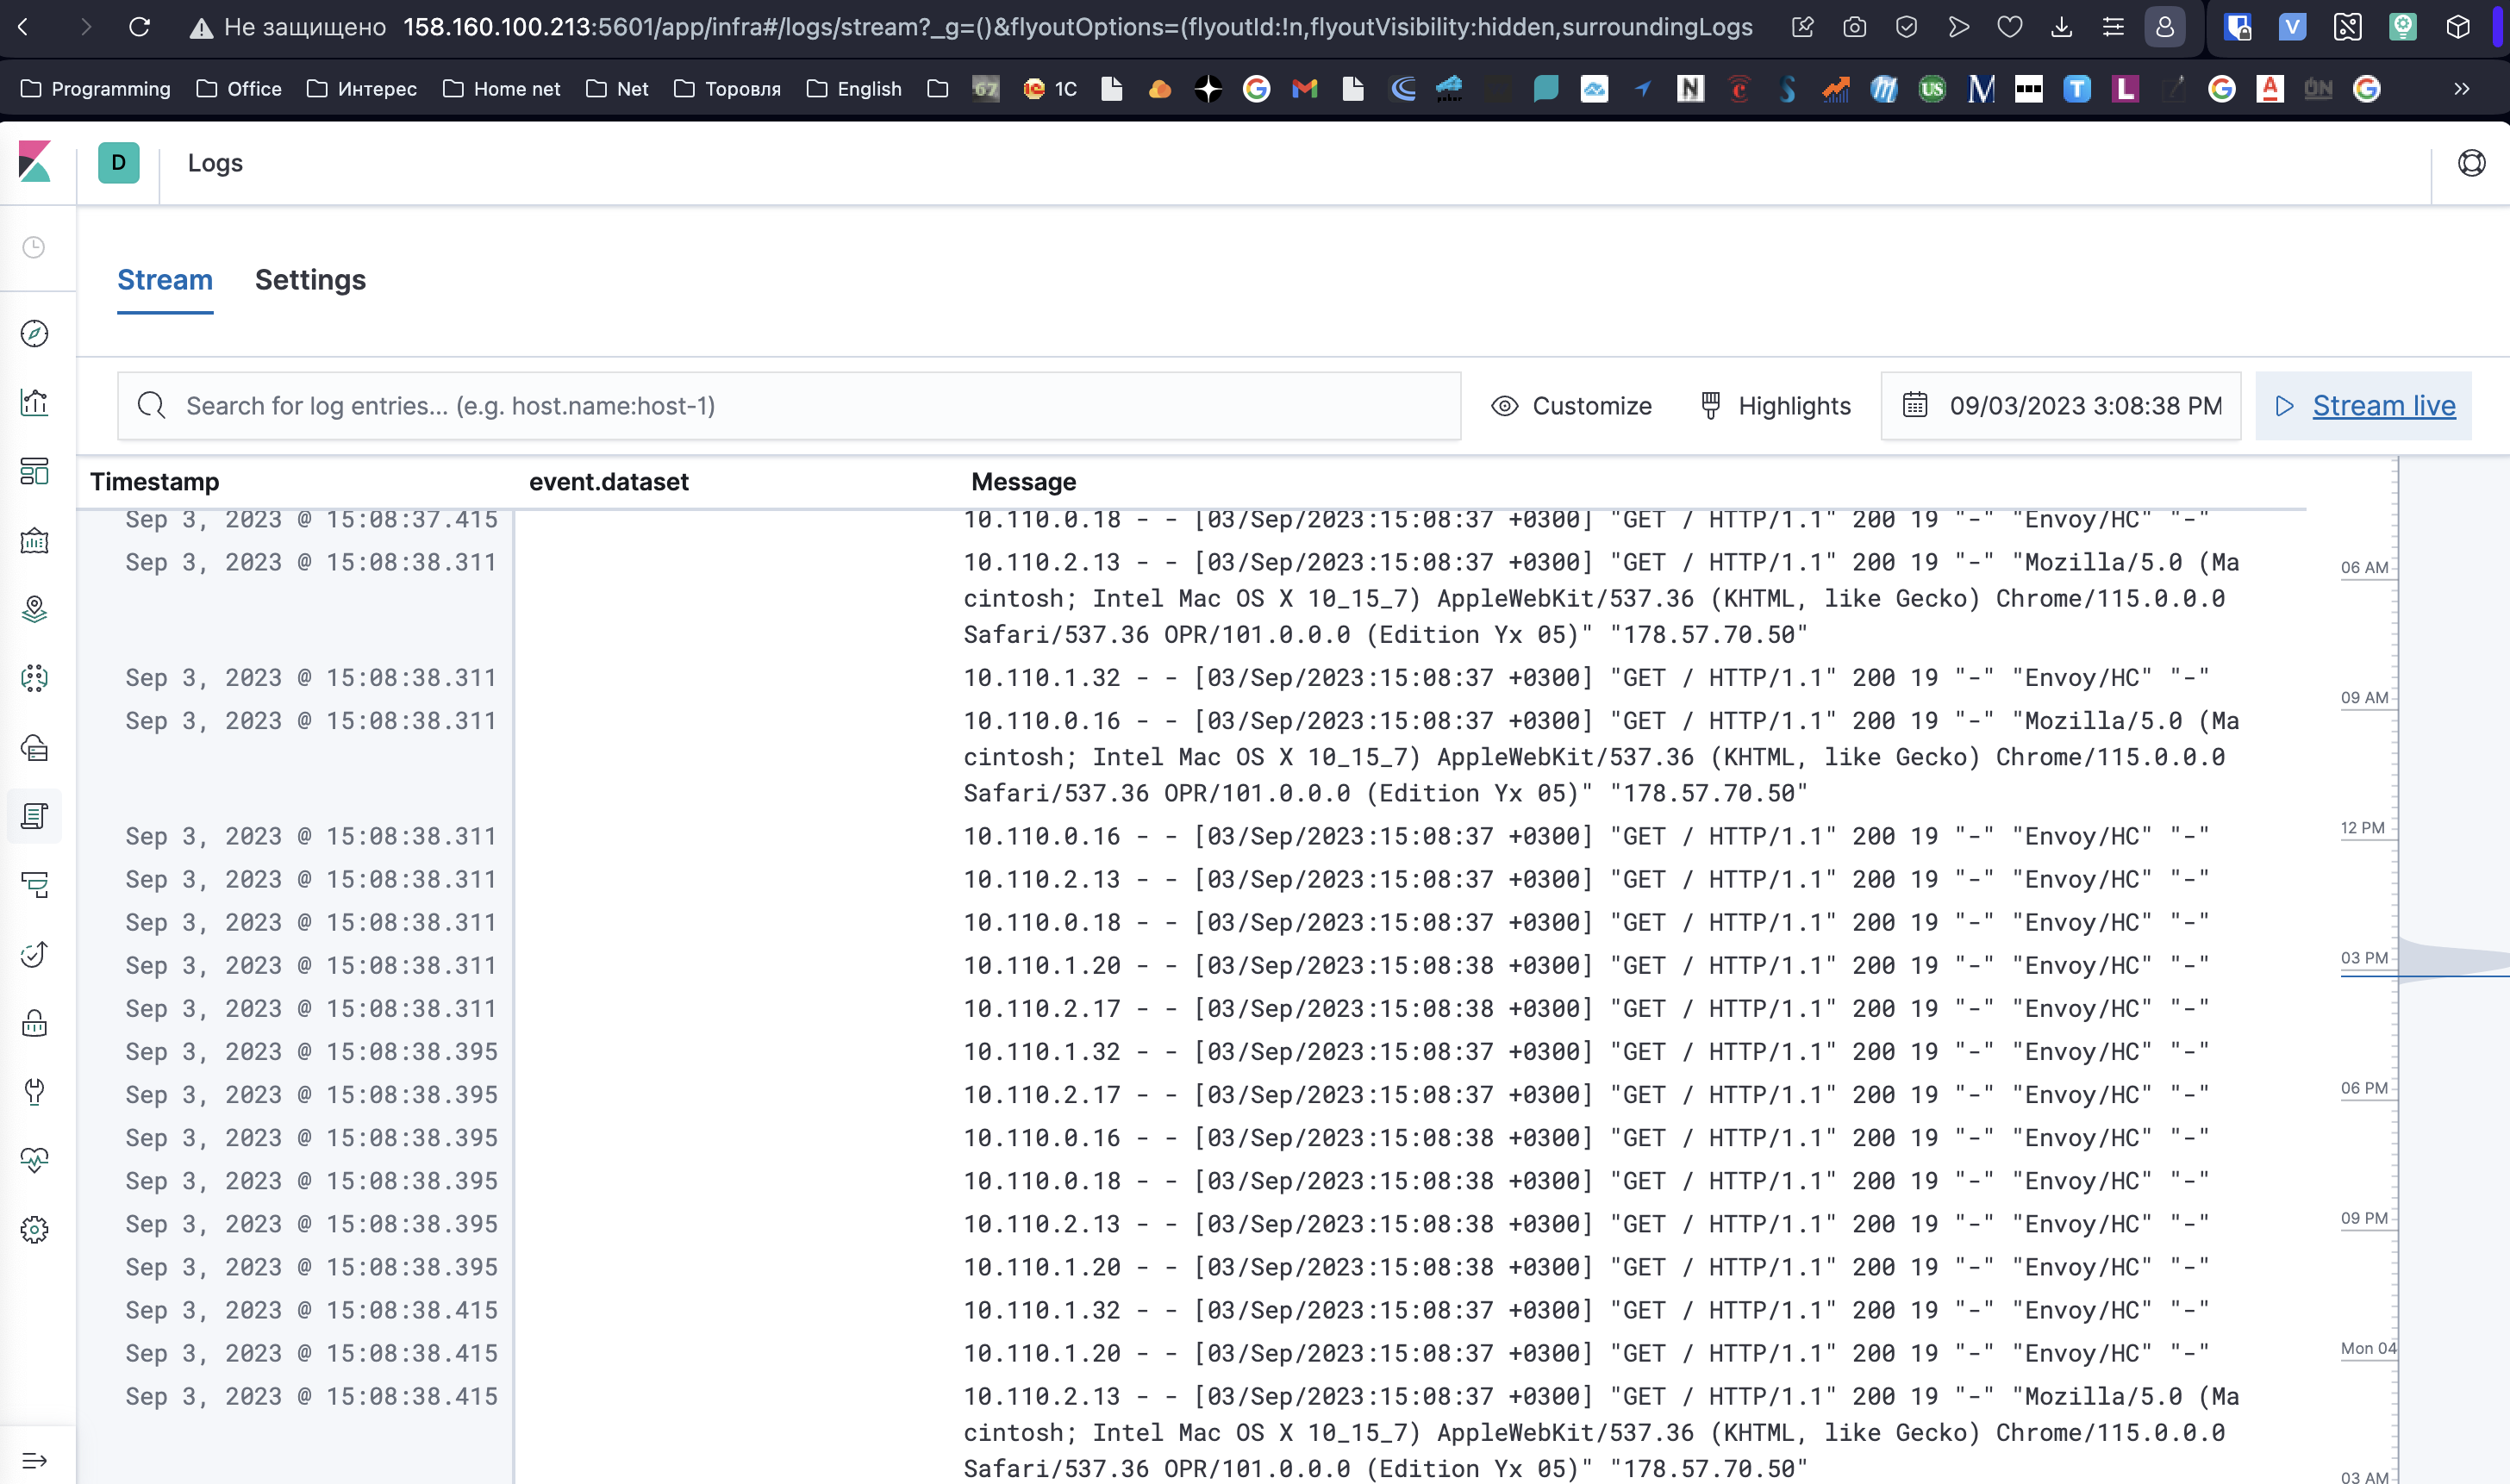 Не защищено 158.160.100.213:5601/app/infra#/logs/stream?_g=()&flyoutOptions=(flyoutId:!n,flyoutVisibility:hidden,surroundingLogs
Programming Office Интерес Home net Net Торовля English 1C
D Logs
Stream Settings
Search for log entries... (e.g. host.name:host-1) Customize Highlights 09/03/2023 3:08:38 PM Stream live
Timestamp event.dataset Message
Sep 3, 2023 @ 15:08:37.415 10.110.0.18 - - [03/Sep/2023:15:08:37 +0300] "GET / HTTP/1.1" 200 19 "-" "Envoy/HC" "-"
Sep 3, 2023 @ 15:08:38.311 10.110.2.13 - - [03/Sep/2023:15:08:37 +0300] "GET / HTTP/1.1" 200 19 "-" "Mozilla/5.0 (Ma
06 AM
cintosh; Intel Mac OS X 10_15_7) AppleWebKit/537.36 (KHTML, like Gecko) Chrome/115.0.0.0
Safari/537.36 OPR/101.0.0.0 (Edition Yx 05)" "178.57.70.50"
Sep 3, 2023 @ 15:08:38.311 10.110.1.32 - - [03/Sep/2023:15:08:37 +0300] "GET / HTTP/1.1" 200 19 "-" "Envoy/HC" "-"
09 AM
Sep 3, 2023 @ 15:08:38.311 10.110.0.16 - - [03/Sep/2023:15:08:37 +0300] "GET / HTTP/1.1" 200 19 "-" "Mozilla/5.0 (Ma
cintosh; Intel Mac OS X 10_15_7) AppleWebKit/537.36 (KHTML, like Gecko) Chrome/115.0.0.0
Safari/537.36 OPR/101.0.0.0 (Edition Yx 05)" "178.57.70.50"
12 PM
Sep 3, 2023 @ 15:08:38.311 10.110.0.16 - - [03/Sep/2023:15:08:37 +0300] "GET / HTTP/1.1" 200 19 "-" "Envoy/HC" "-"
Sep 3, 2023 @ 15:08:38.311 10.110.2.13 - - [03/Sep/2023:15:08:37 +0300] "GET / HTTP/1.1" 200 19 "-" "Envoy/HC" "-"
Sep 3, 2023 @ 15:08:38.311 10.110.0.18 - - [03/Sep/2023:15:08:37 +0300] "GET / HTTP/1.1" 200 19 "-" "Envoy/HC" "-"
Sep 3, 2023 @ 15:08:38.311 10.110.1.20 - - [03/Sep/2023:15:08:38 +0300] "GET / HTTP/1.1" 200 19 "-" "Envoy/HC" "-"
03 PM
Sep 3, 2023 @ 15:08:38.311 10.110.2.17 - - [03/Sep/2023:15:08:38 +0300] "GET / HTTP/1.1" 200 19 "-" "Envoy/HC" "-"
Sep 3, 2023 @ 15:08:38.395 10.110.1.32 - - [03/Sep/2023:15:08:37 +0300] "GET / HTTP/1.1" 200 19 "-" "Envoy/HC" "-"
Sep 3, 2023 @ 15:08:38.395 10.110.2.17 - - [03/Sep/2023:15:08:37 +0300] "GET / HTTP/1.1" 200 19 "-" "Envoy/HC" "-"
06 PM
Sep 3, 2023 @ 15:08:38.395 10.110.0.16 - - [03/Sep/2023:15:08:38 +0300] "GET / HTTP/1.1" 200 19 "-" "Envoy/HC" "-"
Sep 3, 2023 @ 15:08:38.395 10.110.0.18 - - [03/Sep/2023:15:08:38 +0300] "GET / HTTP/1.1" 200 19 "-" "Envoy/HC" "-"
Sep 3, 2023 @ 15:08:38.395 10.110.2.13 - - [03/Sep/2023:15:08:38 +0300] "GET / HTTP/1.1" 200 19 "-" "Envoy/HC" "-"
09 PM
Sep 3, 2023 @ 15:08:38.395 10.110.1.20 - - [03/Sep/2023:15:08:38 +0300] "GET / HTTP/1.1" 200 19 "-" "Envoy/HC" "-"
Sep 3, 2023 @ 15:08:38.415 10.110.1.32 - - [03/Sep/2023:15:08:37 +0300] "GET / HTTP/1.1" 200 19 "-" "Envoy/HC" "-"
Sep 3, 2023 @ 15:08:38.415 10.110.1.20 - - [03/Sep/2023:15:08:37 +0300] "GET / HTTP/1.1" 200 19 "-" "Envoy/HC" "-"
Mon 04
Sep 3, 2023 @ 15:08:38.415 10.110.2.13 - - [03/Sep/2023:15:08:37 +0300] "GET / HTTP/1.1" 200 19 "-" "Mozilla/5.0 (Ma
cintosh; Intel Mac OS X 10_15_7) AppleWebKit/537.36 (KHTML, like Gecko) Chrome/115.0.0.0
Safari/537.36 OPR/101.0.0.0 (Edition Yx 05)" "178.57.70.50"
03 AM